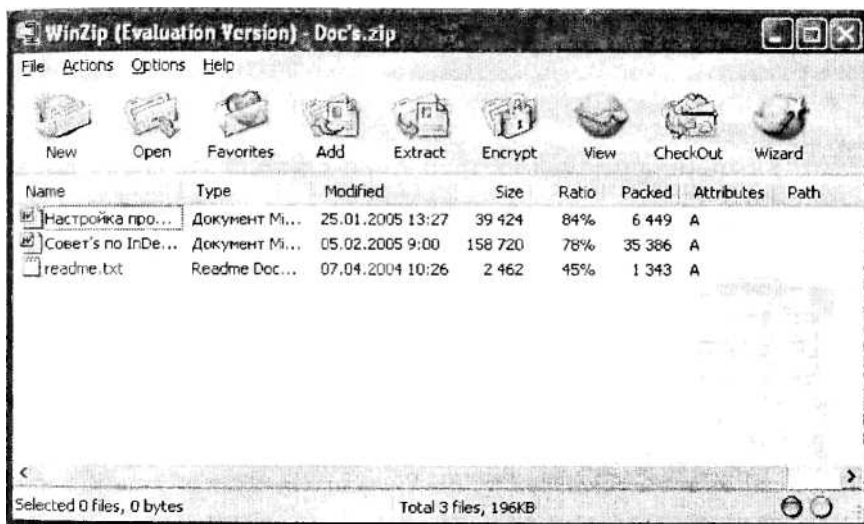 WinZip (Evaluation Version) - Doc's.zip
File Actions Options Help
New Open Favorites Add Extract Encrypt View CheckOut Wizard
Name Type Modified Size Ratio Packed Attributes Path
Настройка про... Документ Mi... 25.01.2005 13:27 39 424 84% 6 449 A
Совет's по InDe... Документ Mi... 05.02.2005 9:00 158 720 78% 35 386 A
readme.txt Readme Doc... 07.04.2004 10:26 2 462 45% 1 343 A
Selected 0 files, 0 bytes Total 3 files, 196KB